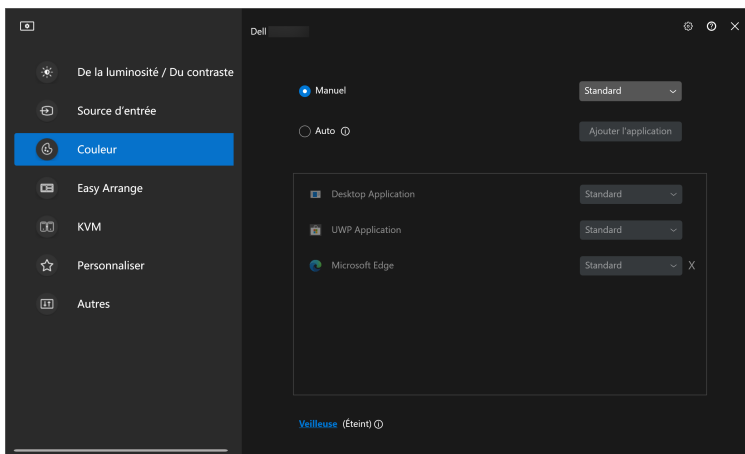 Dell
De la luminosité / Du contraste
Source d'entrée
Couleur
Easy Arrange
KVM
Personnaliser
Autres
Manuel
Standard
Auto
Ajouter l'application
Desktop Application
Standard
UWP Application
Standard
Microsoft Edge
Standard
X
Veilleuse (Éteint)